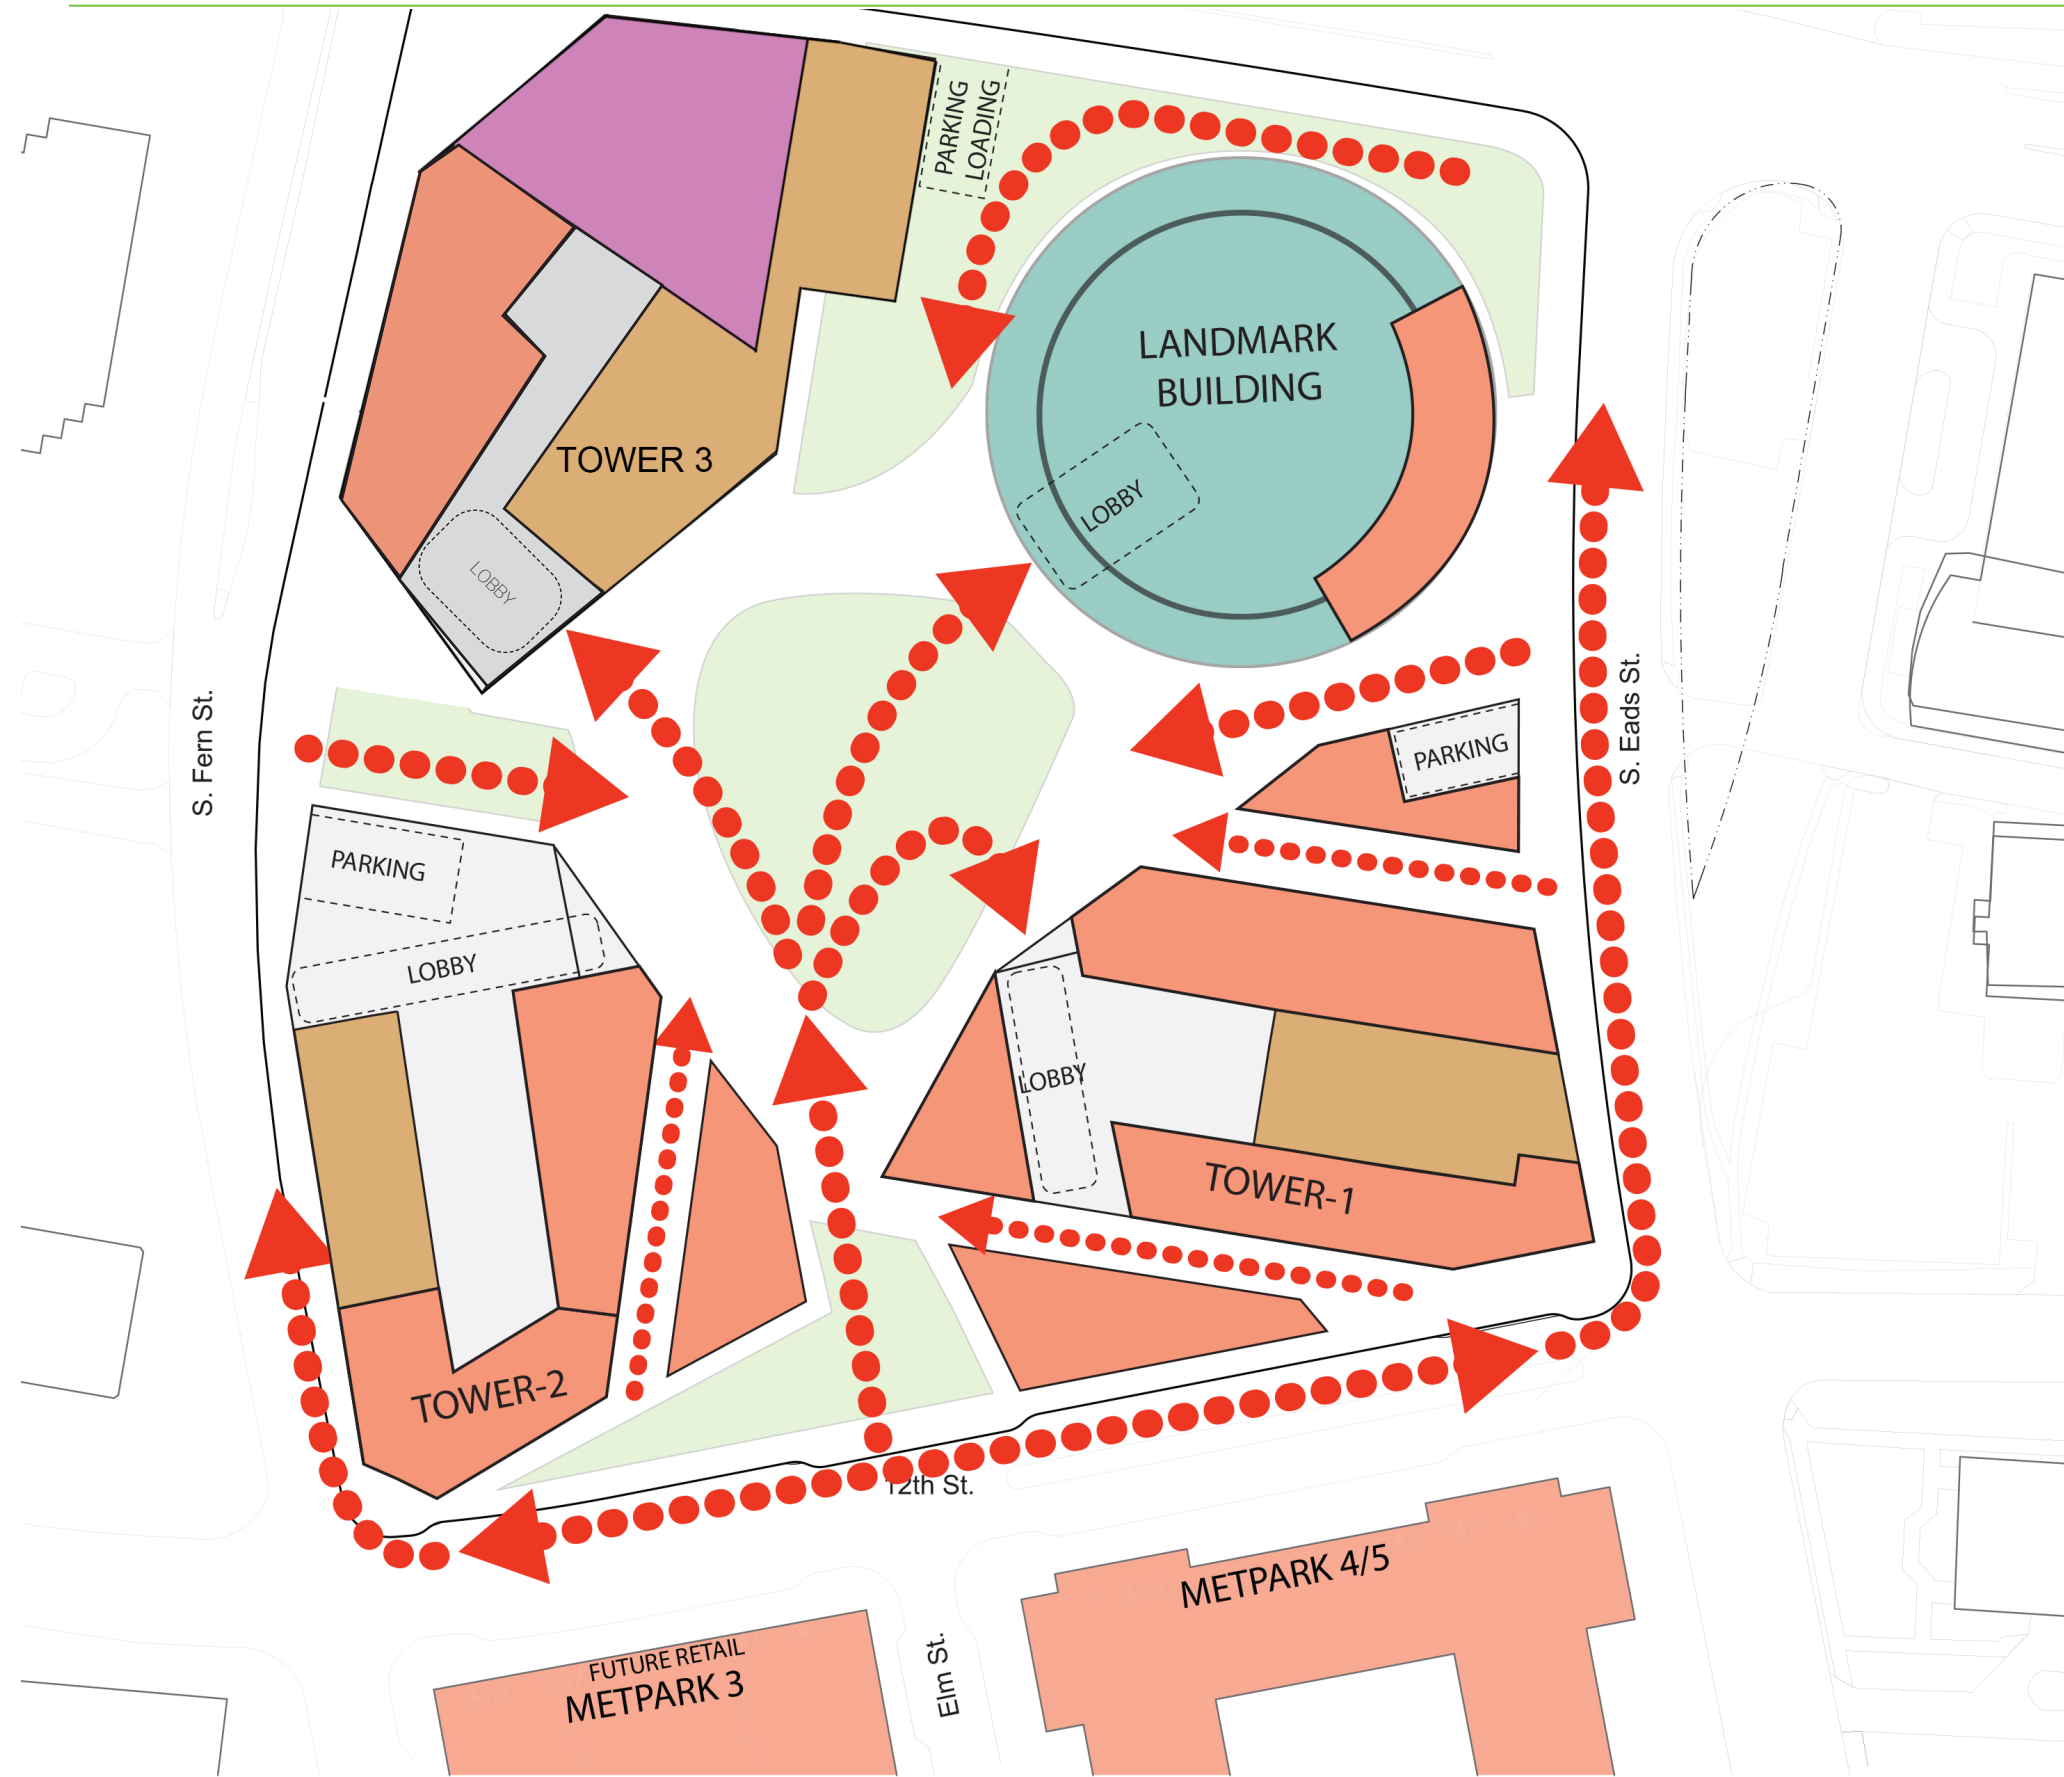 PARKING
LOADING
LANDMARK
BUILDING
LOBBY
TOWER 3
LOBBY
S. Fern St.
S. Eads St.
PARKING
PARKING
LOBBY
LOBBY
TOWER-1
TOWER-2
12th St.
METPARK 4/5
FUTURE RETAIL
METPARK 3
Elm St.